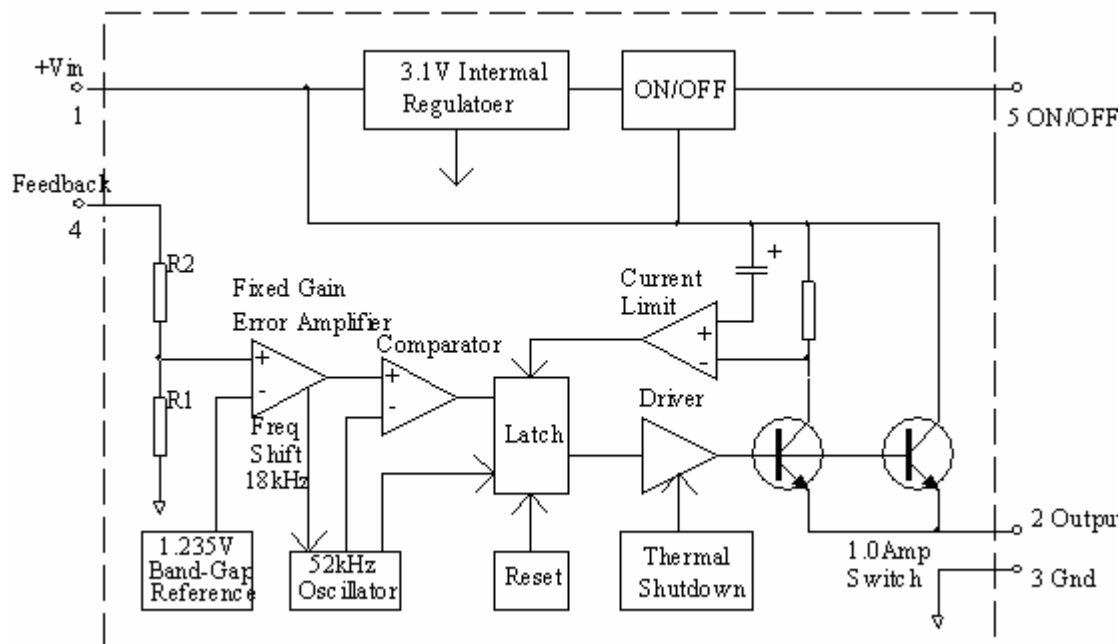 +Vin
1
3.1V Intermal
Regulatoer
ON/OFF
5 ON/OFF
Feedback
4
R2
Fixed Gain
Error Amplifier
Current
Limit
+
+
-
Comparator
+
-
+
-
R1
Freq
Shift
18kHz
Latch
Driver
1.235V
Band-Gap
Reference
52kHz
Oscillator
Reset
Thermal
Shutdown
1.0Amp
Switch
2 Output
3 Gnd